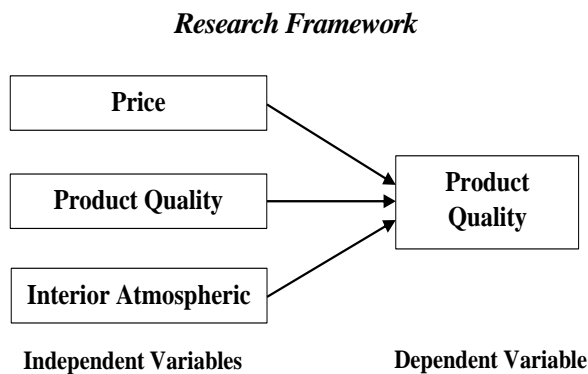 Research Framework
Price
Product Quality
Interior Atmospheric
Product
Quality
Independent Variables
Dependent Variable